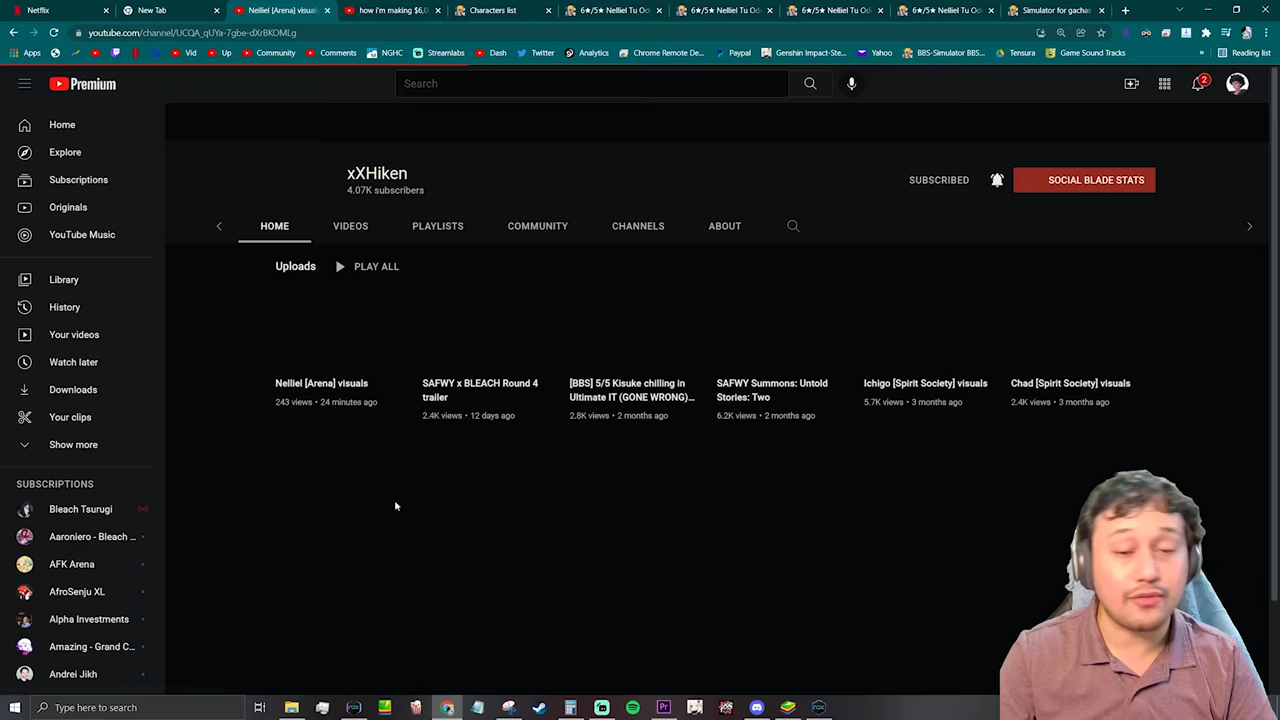 Netflix
New Tab
Nelliel [Arena] visuals
how i'm making $6,0
Characters list
6★/5★ Nelliel Tu Od
6★/5★ Nelliel Tu Od
6★/5★ Nelliel Tu Od
6★/5★ Nelliel Tu Od
Simulator for gachas
youtube.com/channel/UCQA_qUYa-7gbe-dXrBKOMLg
Apps
Vid
Up
Community
Comments
NGHC
Streamlabs
Dash
Twitter
Analytics
Chrome Remote De...
Paypal
Genshin Impact-Ste...
Yahoo
BBS-Simulator BBS...
Tensura
Game Sound Tracks
»
Reading list
Premium
Search
2
Home
Explore
Subscriptions
Originals
YouTube Music
Library
History
Your videos
Watch later
Downloads
Your clips
Show more
SUBSCRIPTIONS
Bleach Tsurugi
Aaroniero - Bleach ...
AFK Arena
AfroSenju XL
Alpha Investments
Amazing - Grand C...
Andrei Jikh
xXHiken
4.07K subscribers
SUBSCRIBED
SOCIAL BLADE STATS
HOME
VIDEOS
PLAYLISTS
COMMUNITY
CHANNELS
ABOUT
Uploads
PLAY ALL
Nelliel [Arena] visuals
243 views • 24 minutes ago
SAFWY x BLEACH Round 4
trailer
2.4K views • 12 days ago
[BBS] 5/5 Kisuke chilling in
Ultimate IT (GONE WRONG)...
2.8K views • 2 months ago
SAFWY Summons: Untold
Stories: Two
6.2K views • 2 months ago
Ichigo [Spirit Society] visuals
5.7K views • 3 months ago
Chad [Spirit Society] visuals
2.4K views • 3 months ago
Type here to search